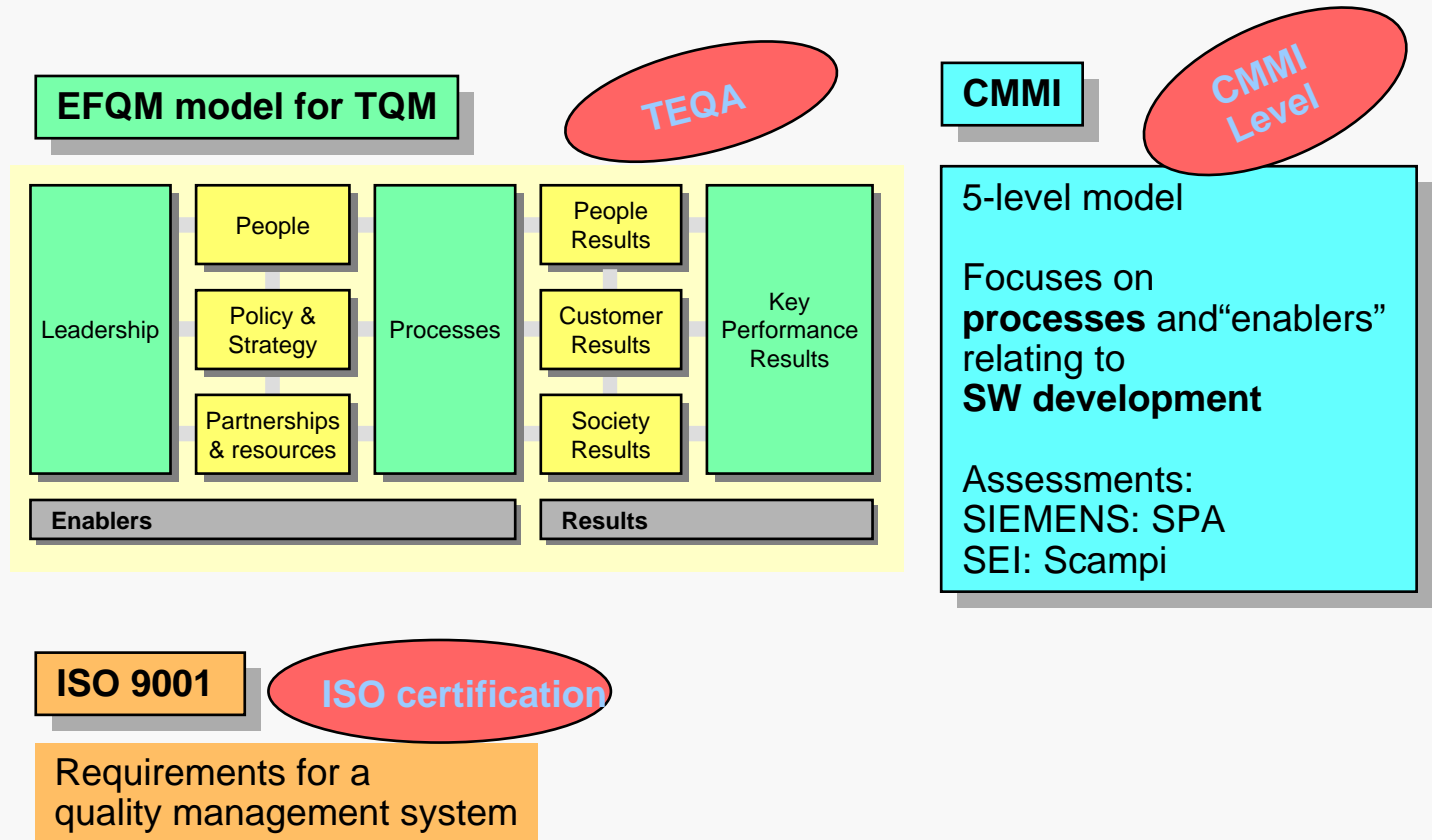 EFQM model for TQM
TEQA
Leadership
People
Policy &
Strategy
Partnerships
& resources
Processes
People
Results
Customer
Results
Society
Results
Key
Performance
Results
Enablers
Results
CMMI
CMMI
Level
5-level model
Focuses on
processes and“enablers”
relating to
SW development
Assessments:
SIEMENS: SPA
SEI: Scampi
ISO 9001
ISO certification
Requirements for a
quality management system